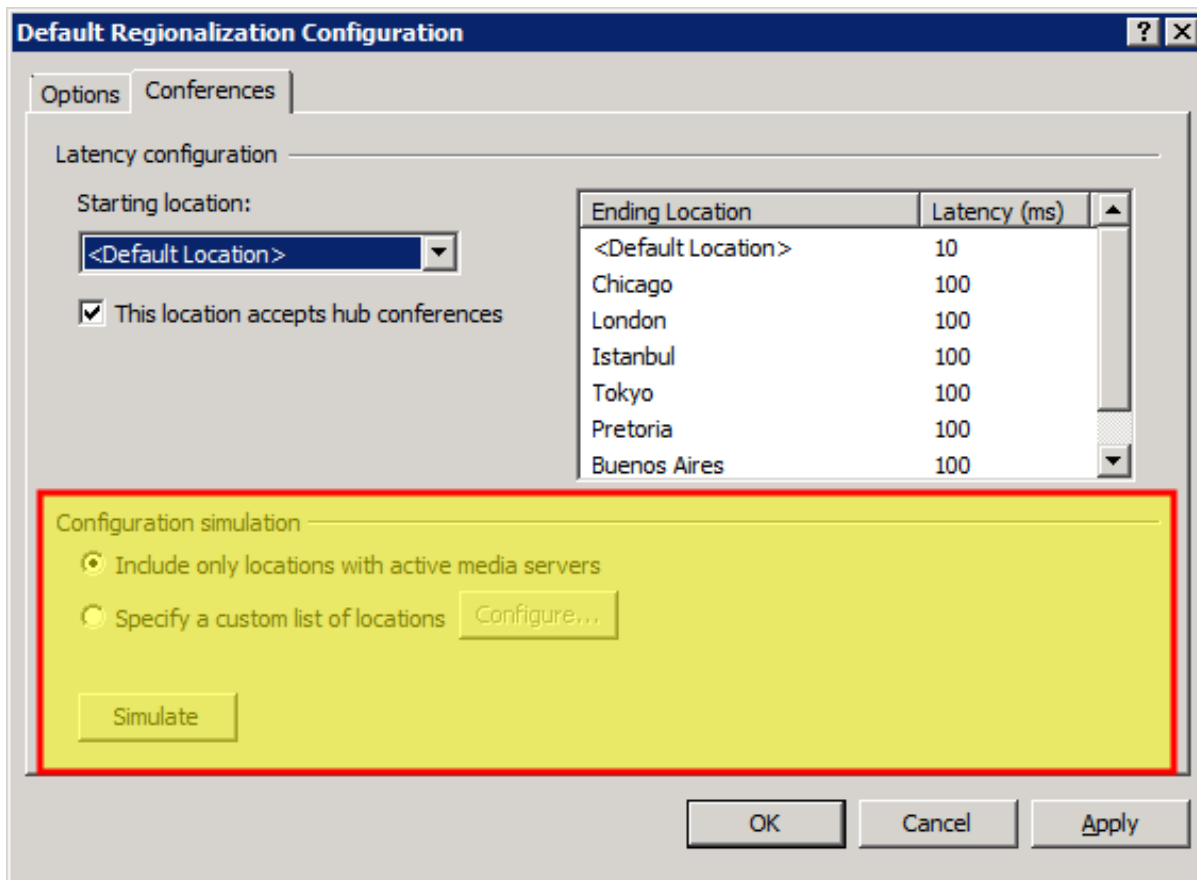 Default Regionalization Configuration
Options
Conferences
Latency configuration
Starting location:
<Default Location>
This location accepts hub conferences
Ending Location Latency (ms)
<Default Location> 10
Chicago 100
London 100
Istanbul 100
Tokyo 100
Pretoria 100
Buenos Aires 100
Configuration simulation
Include only locations with active media servers
Specify a custom list of locations Configure...
Simulate
OK Cancel Apply